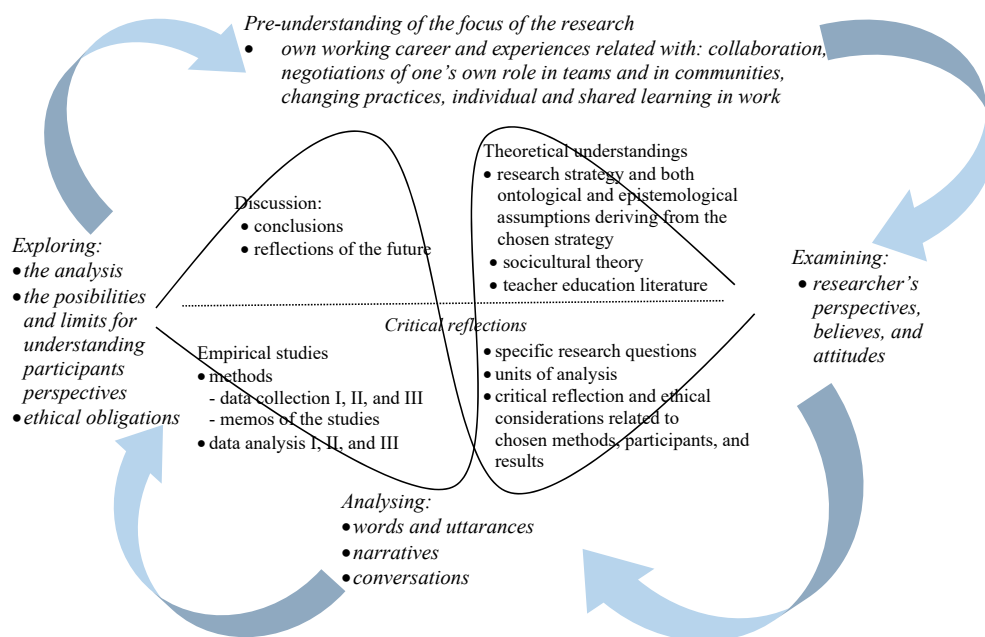 Pre-understanding of the focus of the research
• own working career and experiences related with: collaboration,
negotiations of one's own role in teams and in communities,
changing practices, individual and shared learning in work
Theoretical understandings
• research strategy and both
ontological and epistemological
assumptions deriving from the
chosen strategy
• socicultural theory
• teacher education literature
Discussion:
• conclusions
• reflections of the future
Exploring:
• the analysis
• the posibilities
and limits for
understanding
participants
perspectives
• ethical obligations
Examining:
• researcher's
perspectives,
believes, and
attitudes
Critical reflections
Empirical studies
• methods
- data collection I, II, and III
- memos of the studies
• data analysis I, II, and III
• specific research questions
• units of analysis
• critical reflection and ethical
considerations related to
chosen methods, participants, and
results
Analysing:
• words and uttarances
• narratives
• conversations